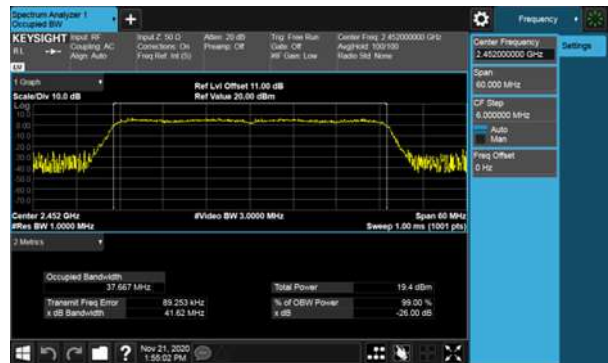 Spectrum Analyzer 1
Occupied BW
Frequency
KEYSIGHT
Input: RF
Coupling: AC
Align: Auto
Input Z: 50 Ω
Corrections: On
Freq Ref: Int (S)
Atten: 20 dB
Preamp: Off
Trig: Free Run
Gate: Off
#IF Gain: Low
Center Freq: 2.452000000 GHz
Avg|Hold: 100/100
Radio Std: None
Center Frequency
2.452000000 GHz
Settings
Span
60.000 MHz
CF Step
6.000000 MHz
Auto
Man
Freq Offset
0 Hz
1 Graph
Scale/Div 10.0 dB
Ref Lvl Offset 11.00 dB
Ref Value 20.00 dBm
Log
Center 2.452 GHz
#Res BW 1.0000 MHz
#Video BW 3.0000 MHz
Span 60 MHz
Sweep 1.00 ms (1001 pts)
2 Metrics
Occupied Bandwidth
37.667 MHz
Total Power 19.4 dBm
Transmit Freq Error 89.253 kHz
% of OBW Power 99.00 %
x dB Bandwidth 41.62 MHz
x dB -26.00 dB
Nov 21, 2020
1:55:02 PM